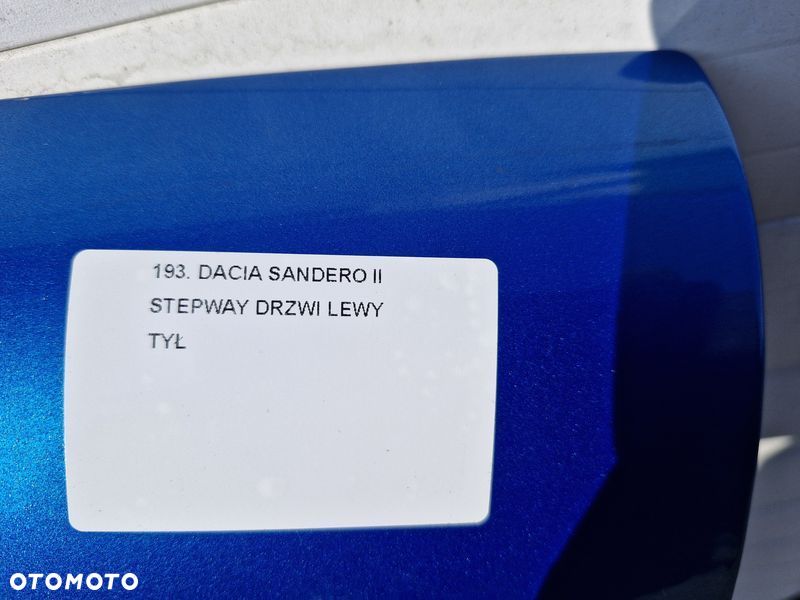 193. DACIA SANDERO II
STEPWAY DRZWI LEWY
TYŁ
OTOMOTO